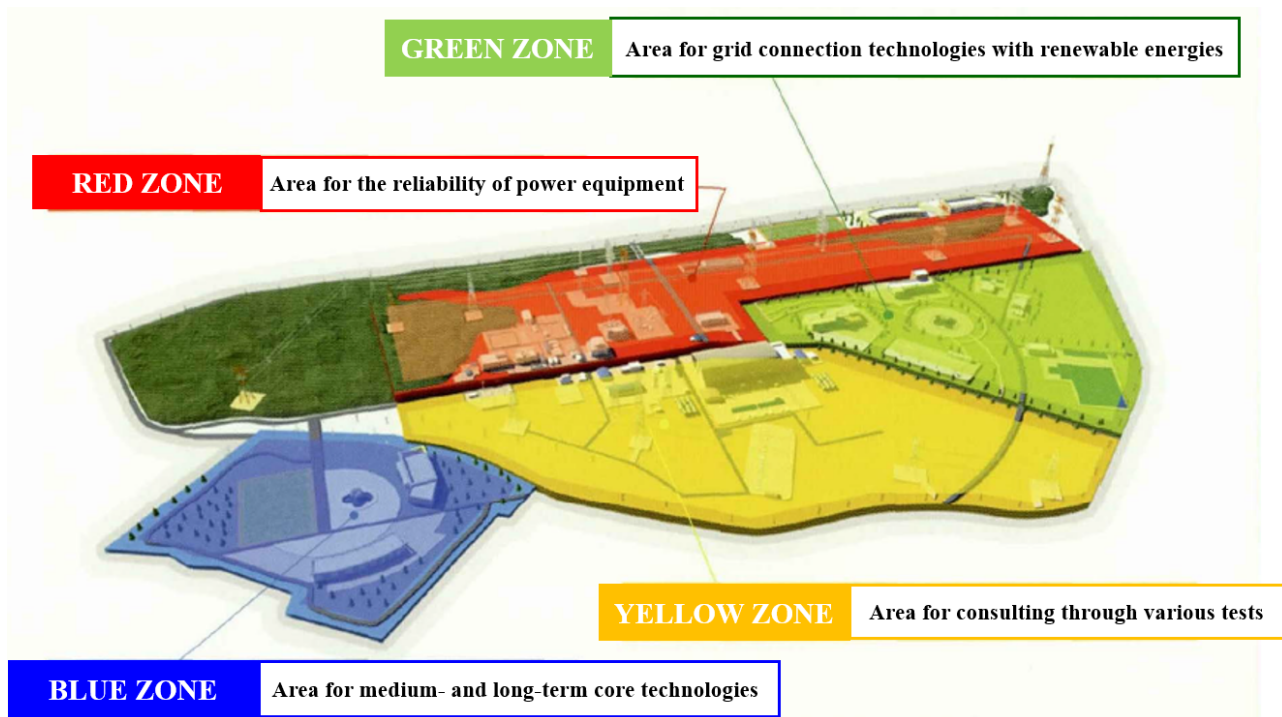 GREEN ZONE
Area for grid connection technologies with renewable energies
RED ZONE
Area for the reliability of power equipment
YELLOW ZONE
Area for consulting through various tests
BLUE ZONE
Area for medium- and long-term core technologies